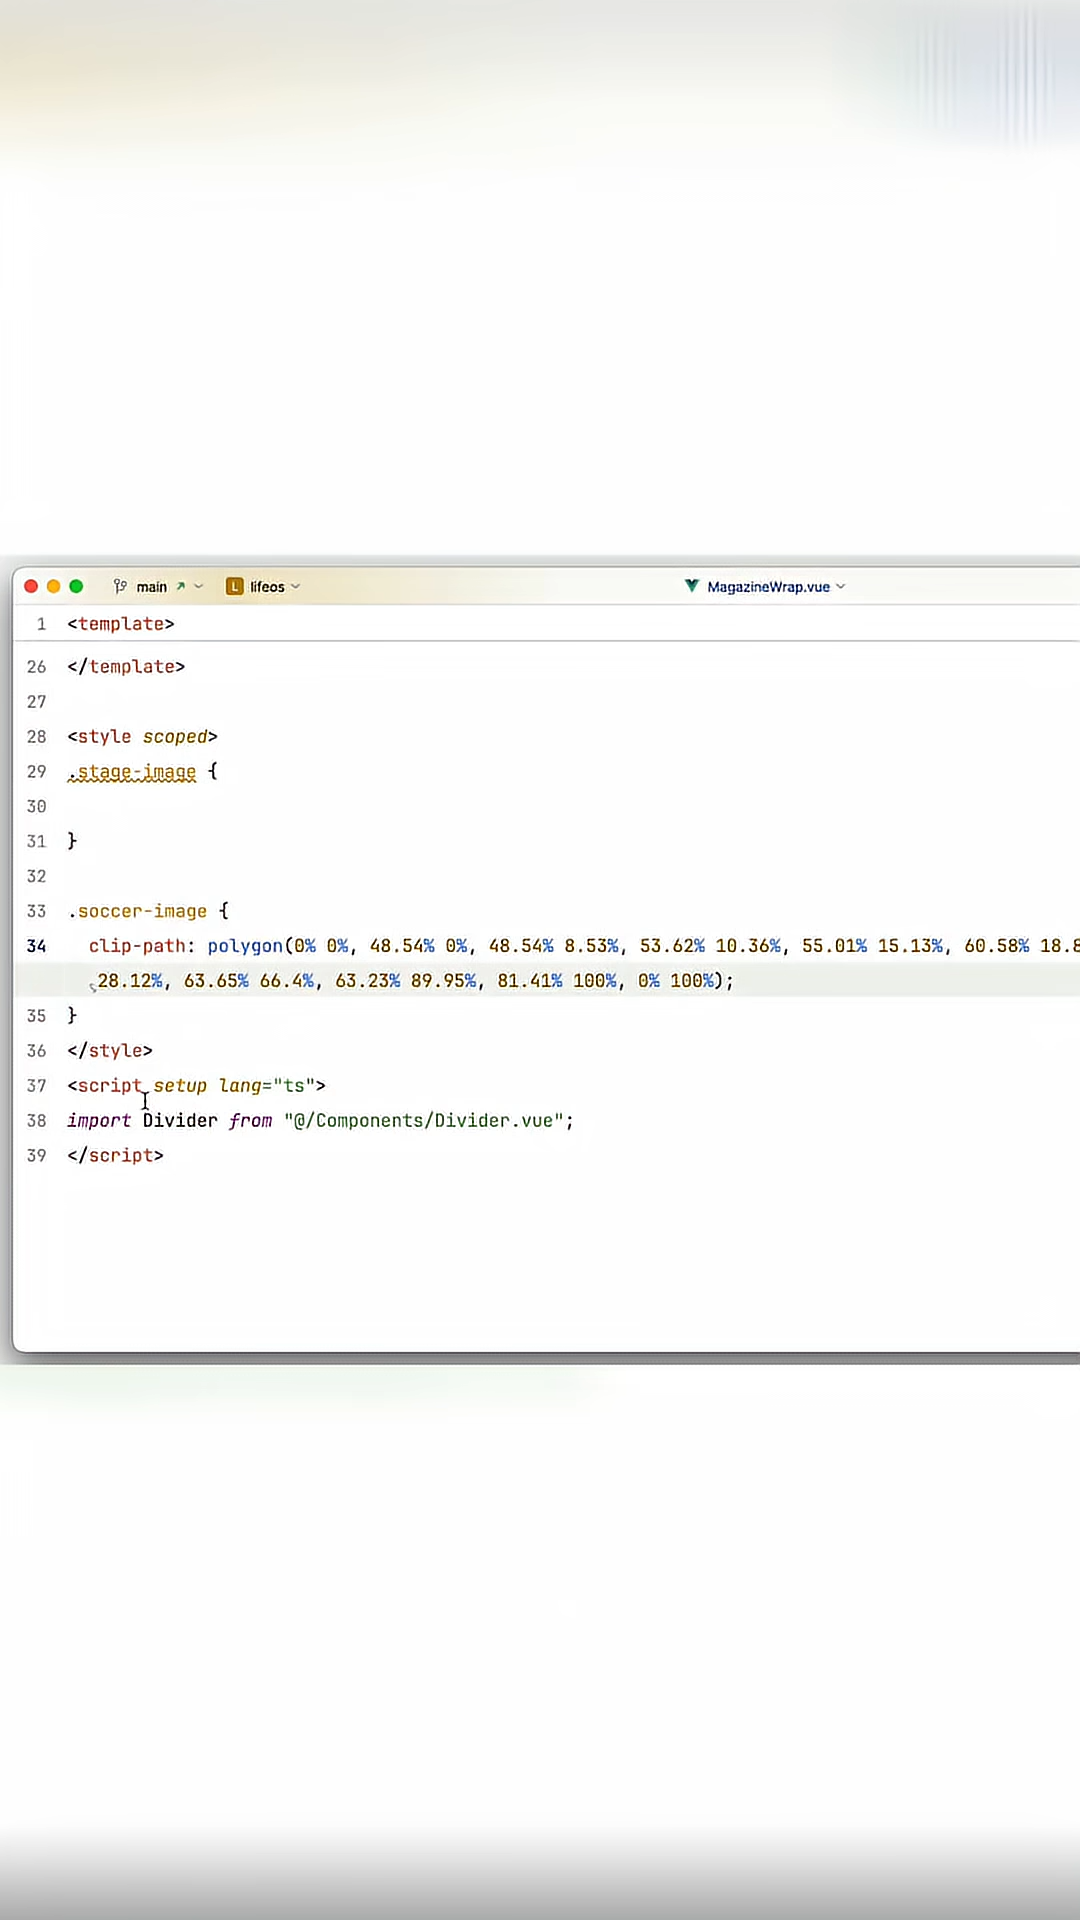 main lifeos MagazineWrap.vue
1 <template>
26 </template>
27
28 <style scoped>
29 .stage-image {
30
31 }
32
33 .soccer-image {
34 clip-path: polygon(0% 0%, 48.54% 0%, 48.54% 8.53%, 53.62% 10.36%, 55.01% 15.13%, 60.58% 18.8
28.12%, 63.65% 66.4%, 63.23% 89.95%, 81.41% 100%, 0% 100%);
35 }
36 </style>
37 <script setup lang="ts">
38 import Divider from "@/Components/Divider.vue";
39 </script>